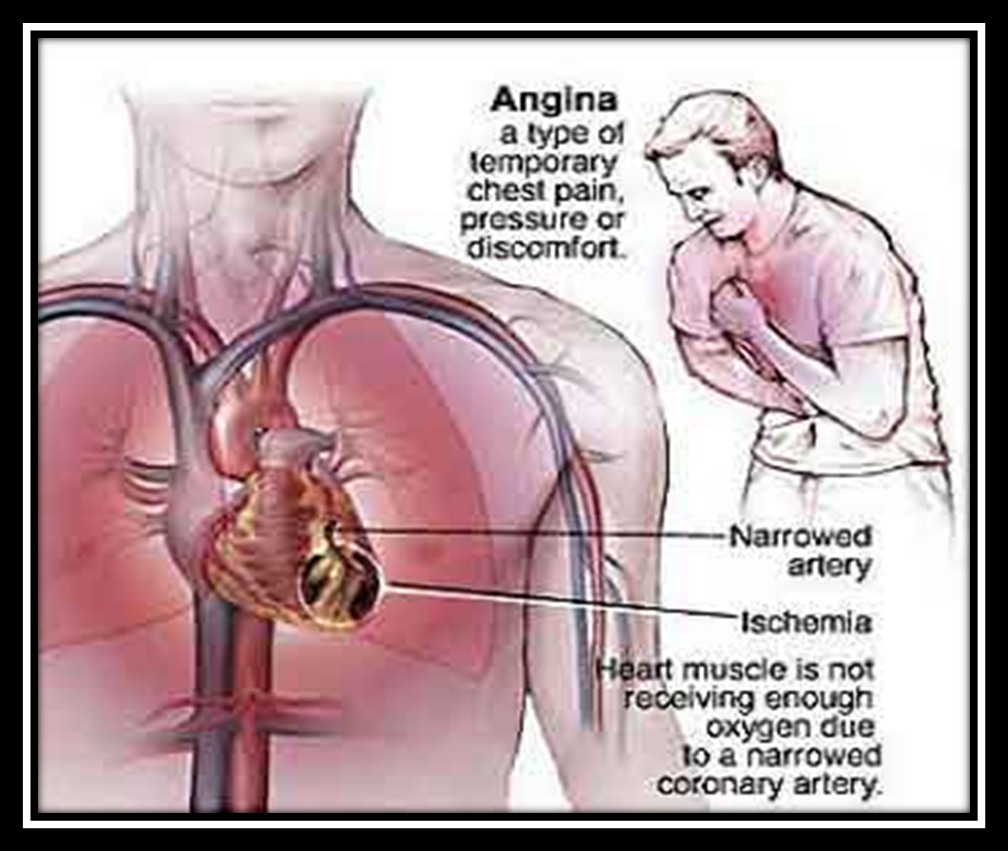 Angina
a type of
temporary
chest pain,
pressure or
discomfort.
Narrowed
artery
Ischemia
Heart muscle is not
receiving enough
oxygen due
to a narrowed
coronary artery.